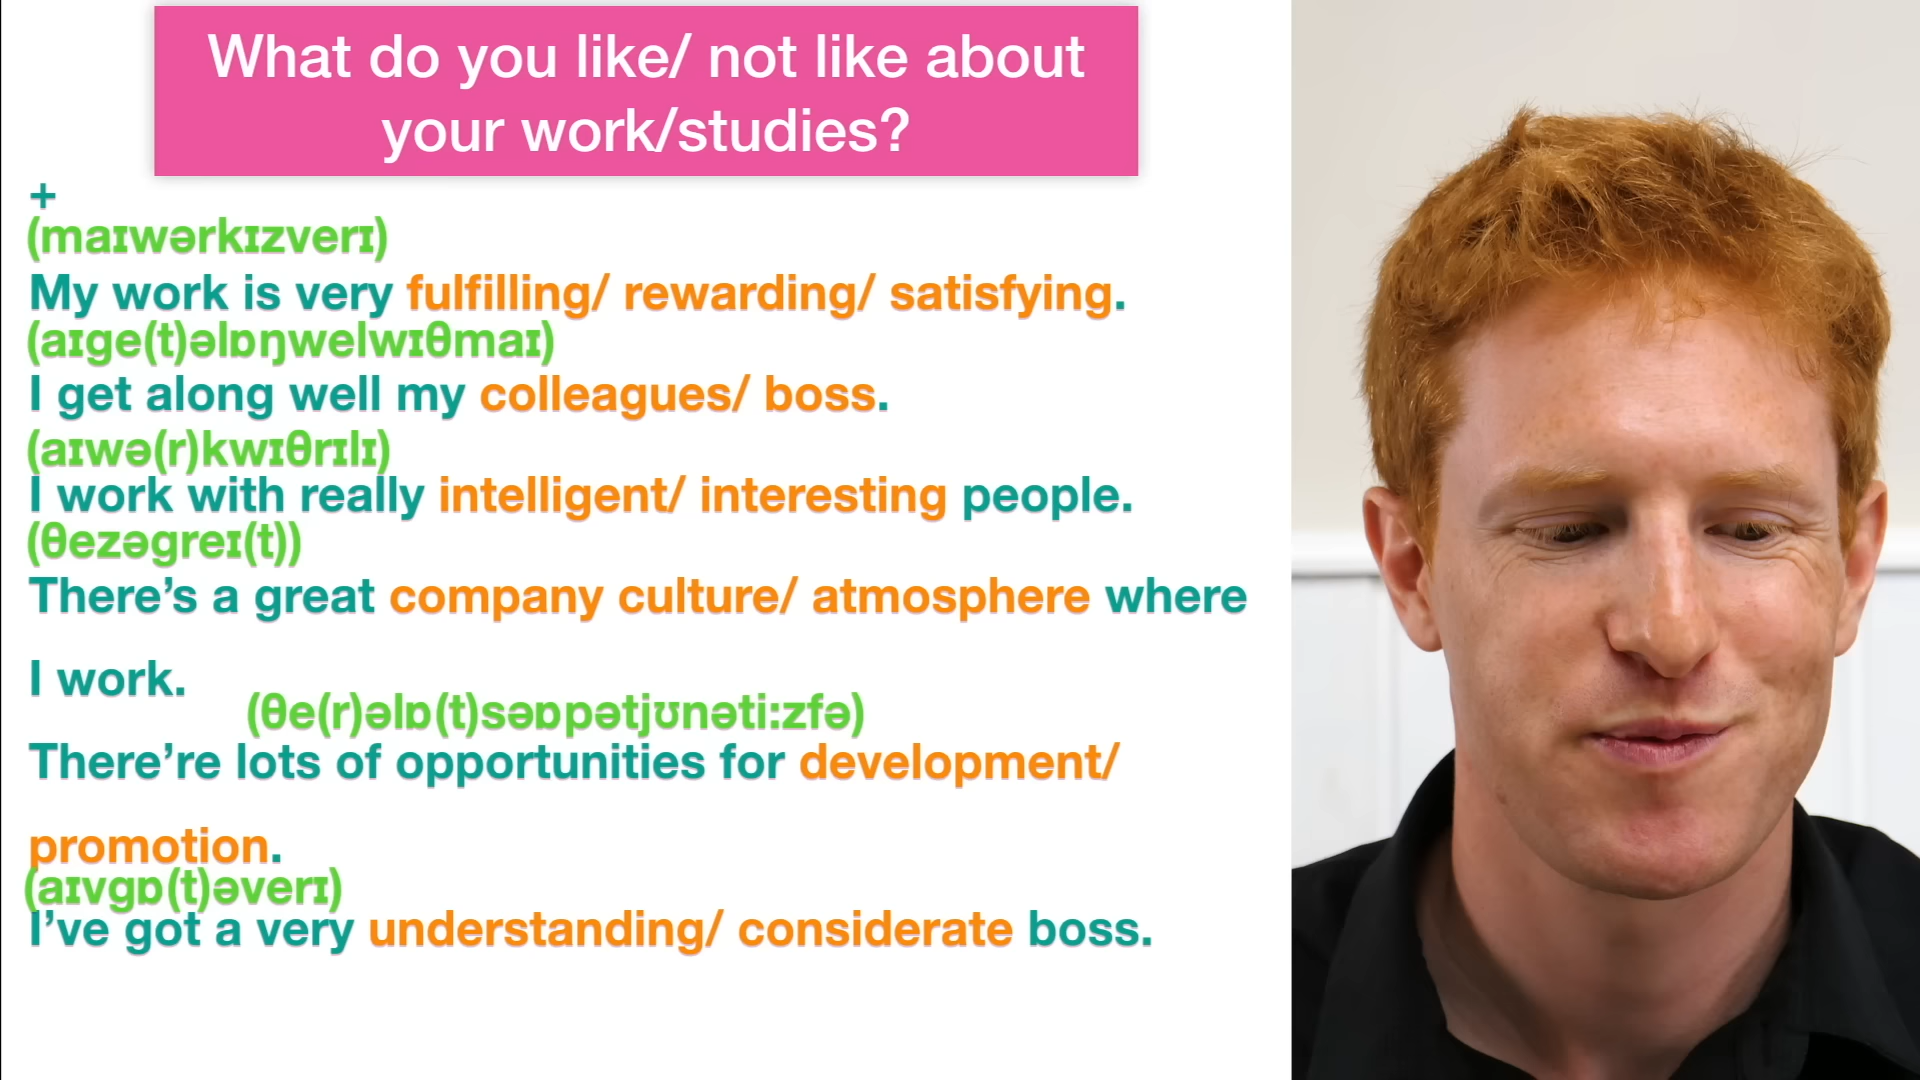 What do you like/ not like about
your work/studies?
+
(maɪwərkɪzverɪ)
My work is very fulfilling/ rewarding/ satisfying.
(aɪge(t)əlɒŋwelwɪθmaɪ)
I get along well my colleagues/ boss.
(aɪwə(r)kwɪθrɪlɪ)
I work with really intelligent/ interesting people.
(θezəgreɪ(t))
There’s a great company culture/ atmosphere where
I work.
(θe(r)əlɒ(t)səɒpətjʊnəti:zfə)
There’re lots of opportunities for development/
promotion.
(aɪvgɒ(t)əverɪ)
I’ve got a very understanding/ considerate boss.